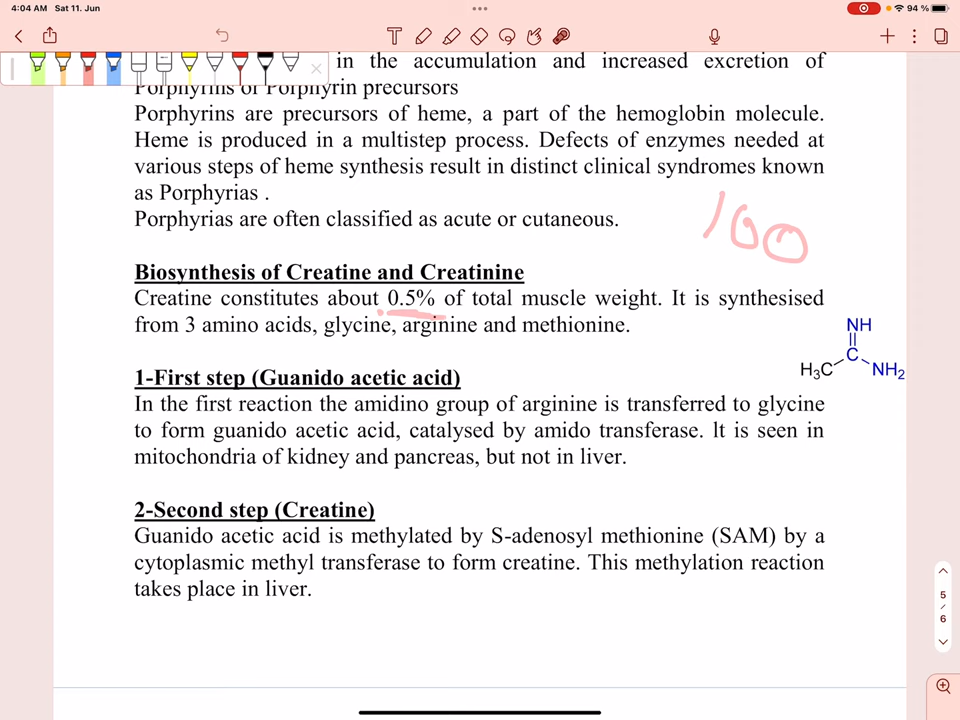 4:04 AM Sat 11. Jun
94 %
in the accumulation and increased excretion of
Porphyrins or Porphyrin precursors
Porphyrins are precursors of heme, a part of the hemoglobin molecule.
Heme is produced in a multistep process. Defects of enzymes needed at
various steps of heme synthesis result in distinct clinical syndromes known
as Porphyrias .
Porphyrias are often classified as acute or cutaneous.
100
Biosynthesis of Creatine and Creatinine
Creatine constitutes about 0.5% of total muscle weight. It is synthesised
from 3 amino acids, glycine, arginine and methionine.
NH
C
H3C NH2
1-First step (Guanido acetic acid)
In the first reaction the amidino group of arginine is transferred to glycine
to form guanido acetic acid, catalysed by amido transferase. It is seen in
mitochondria of kidney and pancreas, but not in liver.
2-Second step (Creatine)
Guanido acetic acid is methylated by S-adenosyl methionine (SAM) by a
cytoplasmic methyl transferase to form creatine. This methylation reaction
takes place in liver.
5
/
6